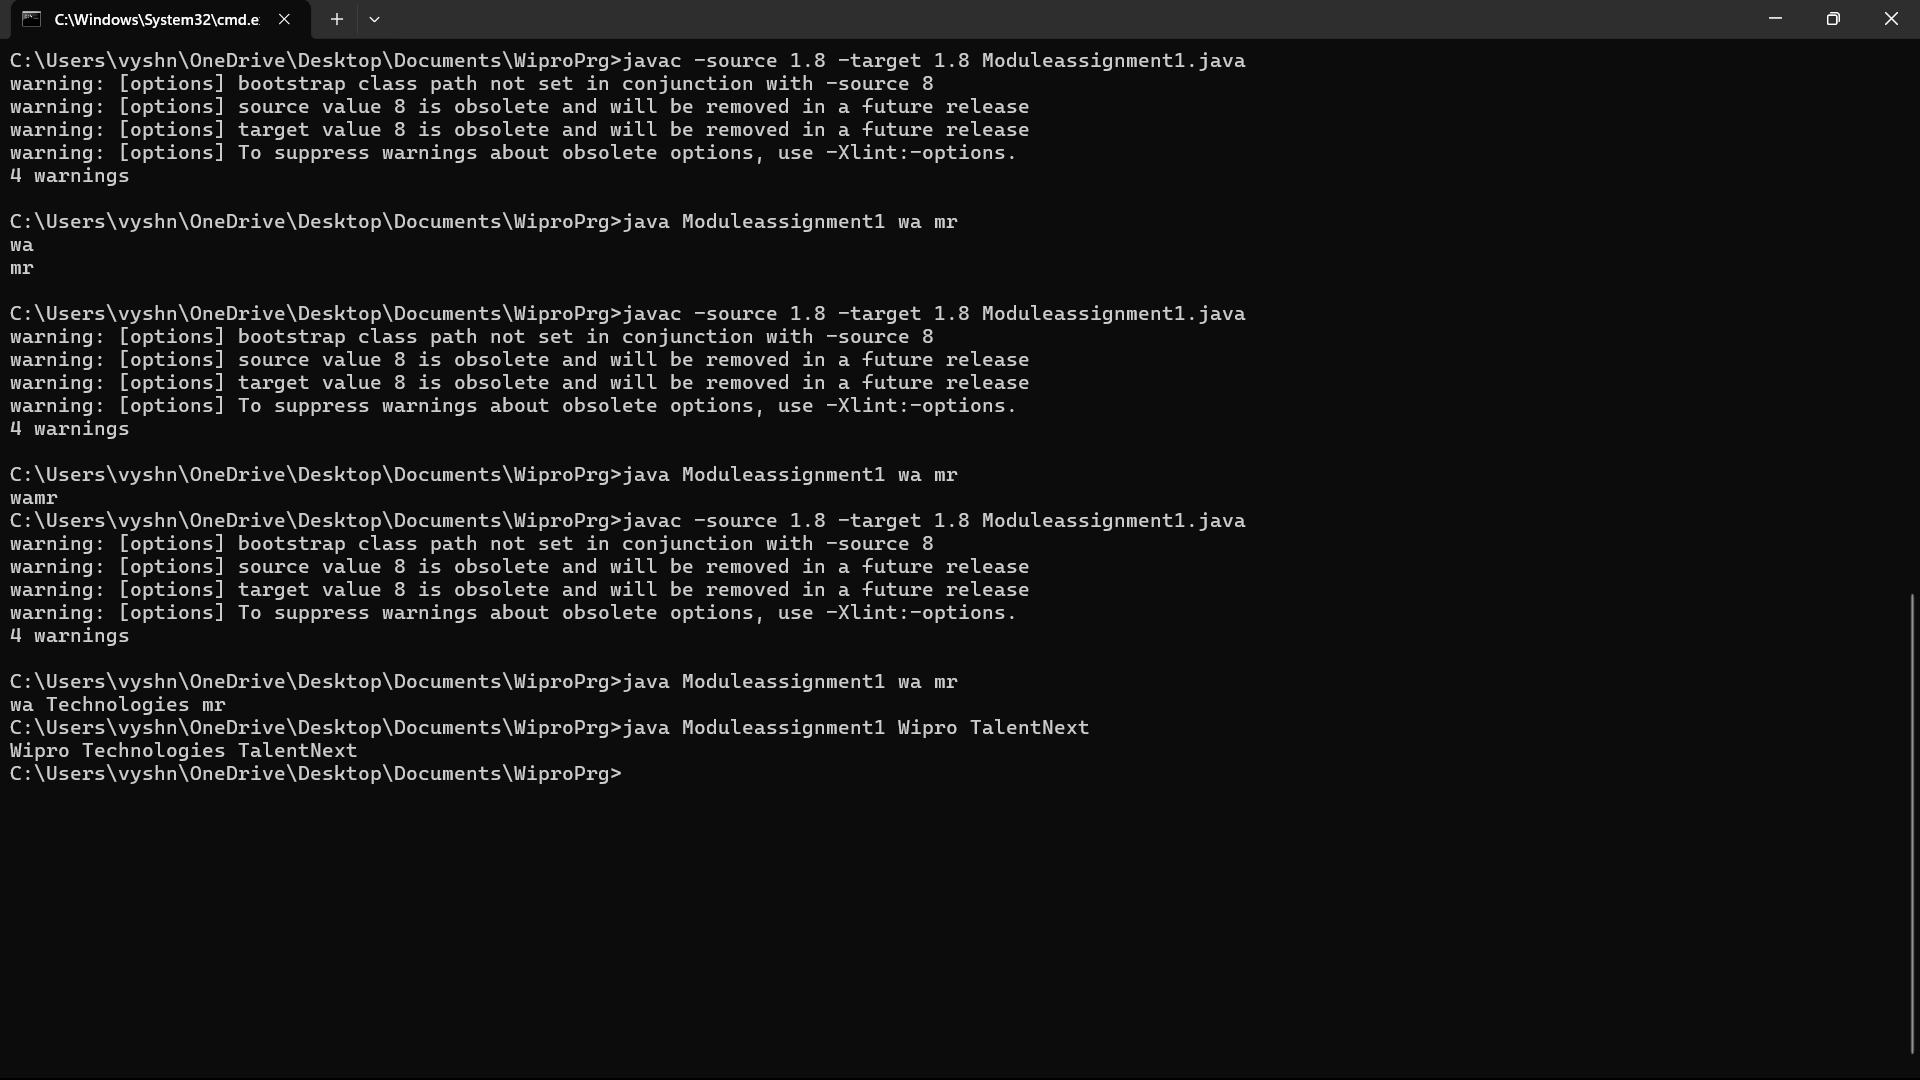 C:\Windows\System32\cmd.e
C:\Users\vyshn\OneDrive\Desktop\Documents\WiproPrg>javac -source 1.8 -target 1.8 Moduleassignment1.java
warning: [options] bootstrap class path not set in conjunction with -source 8
warning: [options] source value 8 is obsolete and will be removed in a future release
warning: [options] target value 8 is obsolete and will be removed in a future release
warning: [options] To suppress warnings about obsolete options, use -Xlint:-options.
4 warnings
C:\Users\vyshn\OneDrive\Desktop\Documents\WiproPrg>java Moduleassignment1 wa mr
wa
mr
C:\Users\vyshn\OneDrive\Desktop\Documents\WiproPrg>javac -source 1.8 -target 1.8 Moduleassignment1.java
warning: [options] bootstrap class path not set in conjunction with -source 8
warning: [options] source value 8 is obsolete and will be removed in a future release
warning: [options] target value 8 is obsolete and will be removed in a future release
warning: [options] To suppress warnings about obsolete options, use -Xlint:-options.
4 warnings
C:\Users\vyshn\OneDrive\Desktop\Documents\WiproPrg>java Moduleassignment1 wa mr
wamr
C:\Users\vyshn\OneDrive\Desktop\Documents\WiproPrg>javac -source 1.8 -target 1.8 Moduleassignment1.java
warning: [options] bootstrap class path not set in conjunction with -source 8
warning: [options] source value 8 is obsolete and will be removed in a future release
warning: [options] target value 8 is obsolete and will be removed in a future release
warning: [options] To suppress warnings about obsolete options, use -Xlint:-options.
4 warnings
C:\Users\vyshn\OneDrive\Desktop\Documents\WiproPrg>java Moduleassignment1 wa mr
wa Technologies mr
C:\Users\vyshn\OneDrive\Desktop\Documents\WiproPrg>java Moduleassignment1 Wipro TalentNext
Wipro Technologies TalentNext
C:\Users\vyshn\OneDrive\Desktop\Documents\WiproPrg>